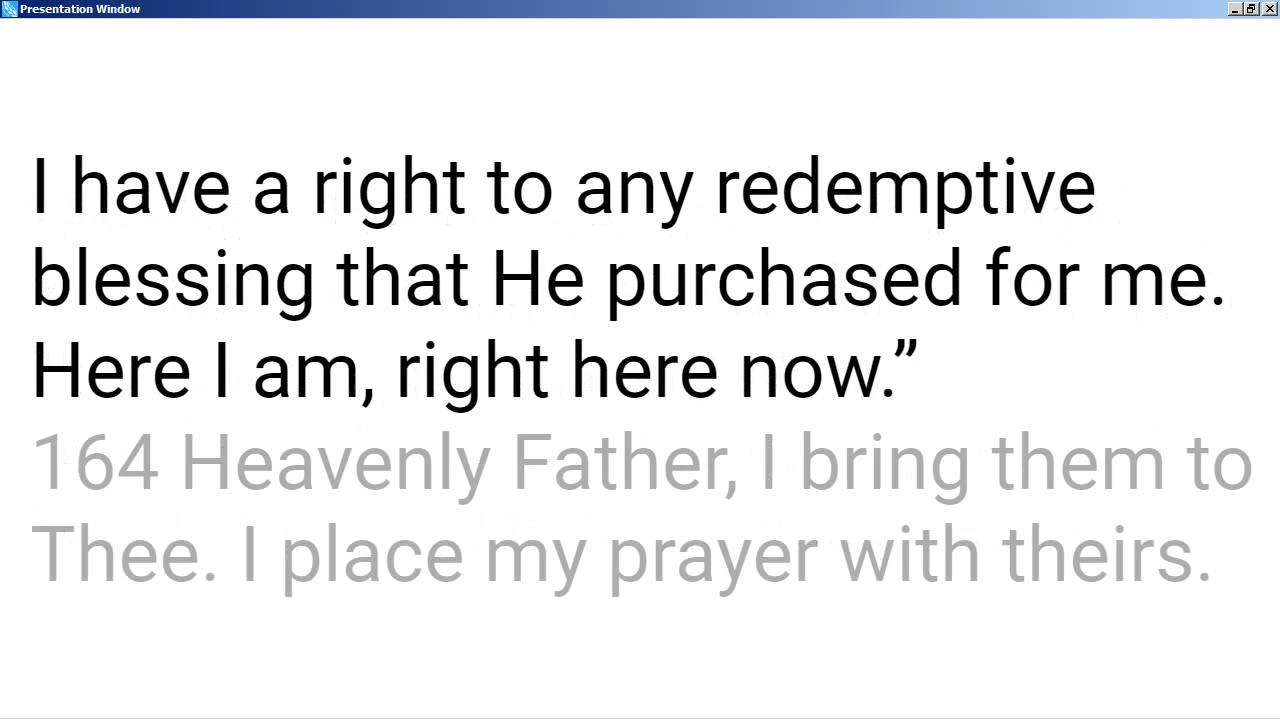 Presentation Window
I have a right to any redemptive
blessing that He purchased for me.
Here I am, right here now.”
164 Heavenly Father, I bring them to
Thee. I place my prayer with theirs.